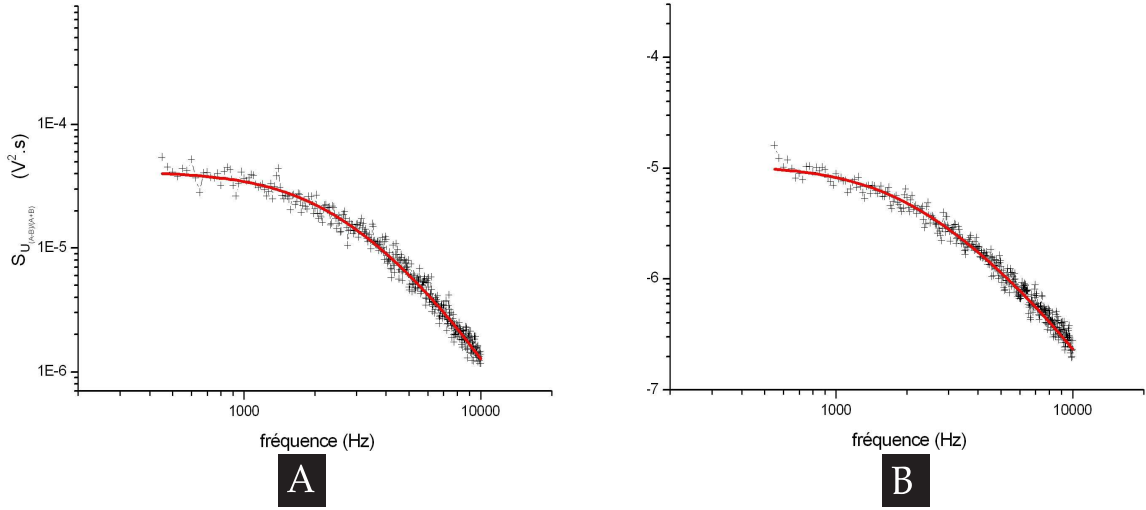 1E-4
1E-5
1E-6
S_U(A-B)/(A+B) (V².s)
1000
10000
fréquence (Hz)
A
-4
-5
-6
-7
1000
10000
fréquence (Hz)
B